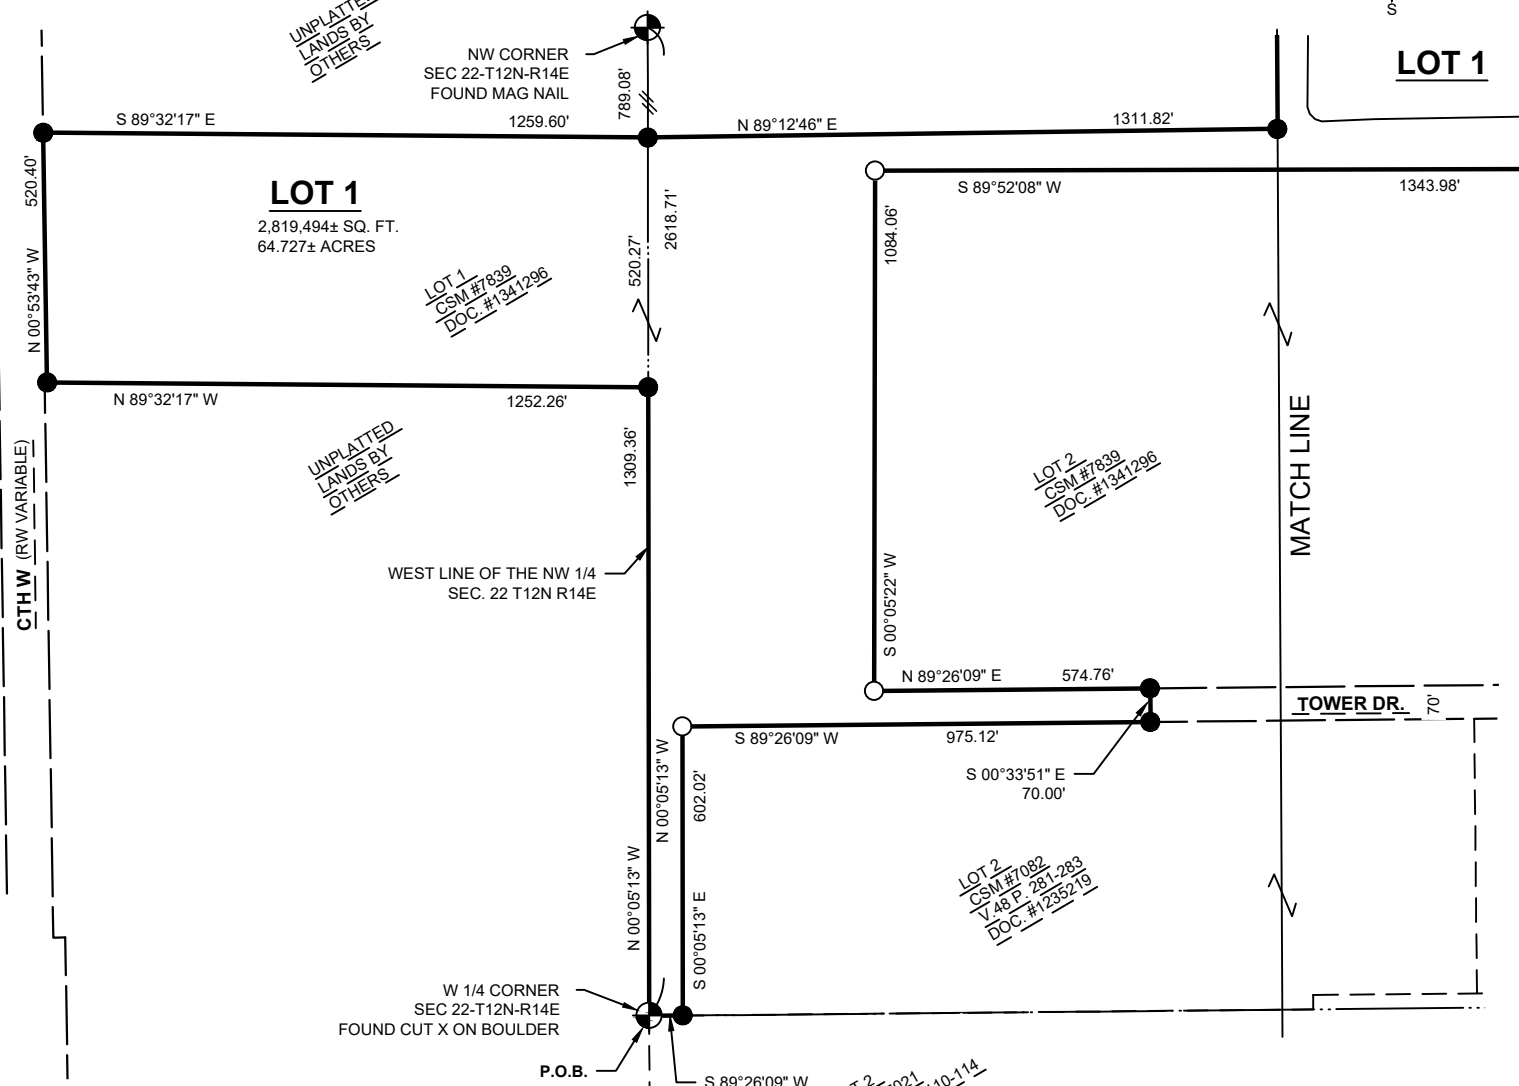 UNPLATTED
LANDS BY
OTHERS
S
NW CORNER
SEC 22-T12N-R14E
FOUND MAG NAIL
789.08'
LOT 1
S 89°32'17" E
1259.60'
N 89°12'46" E
1311.82'
520.40'
N 00°53'43" W
LOT 1
2,819,494± SQ. FT.
64.727± ACRES
LOT 1
CSM #7839
DOC. #1341296
520.27'
2618.71'
S 89°52'08" W
1343.98'
1084.06'
S 00°05'22" W
N 89°32'17" W
1252.26'
UNPLATTED
LANDS BY
OTHERS
1309.36'
CTH W (RW VARIABLE)
WEST LINE OF THE NW 1/4
SEC. 22 T12N R14E
LOT 2
CSM #7839
DOC. #1341296
MATCH LINE
N 89°26'09" E
574.76'
TOWER DR.
70'
S 89°26'09" W
975.12'
S 00°33'51" E
70.00'
N 00°05'13" W
602.02'
N 00°05'13" W
S 00°05'13" E
LOT 2
CSM #7082
V.48 P. 281-283
DOC. #1235219
W 1/4 CORNER
SEC 22-T12N-R14E
FOUND CUT X ON BOULDER
P.O.B.
S 89°26'09" W